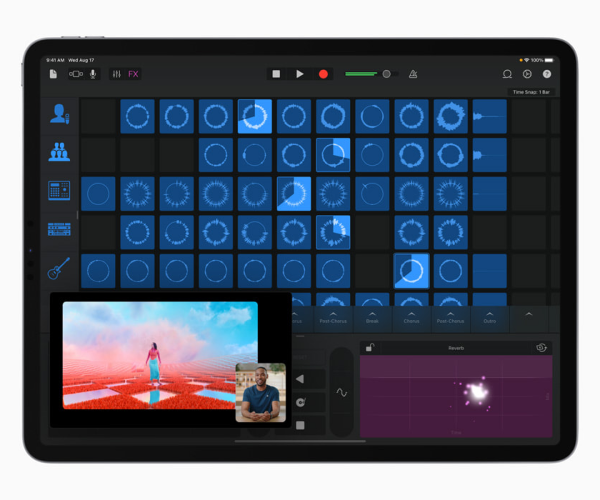 9:41 AM Wed Aug 17
100%
FX
Time Snap: 1 Bar
Post-Chorus
Break
Chorus
Post-Chorus
Outro
Reverb